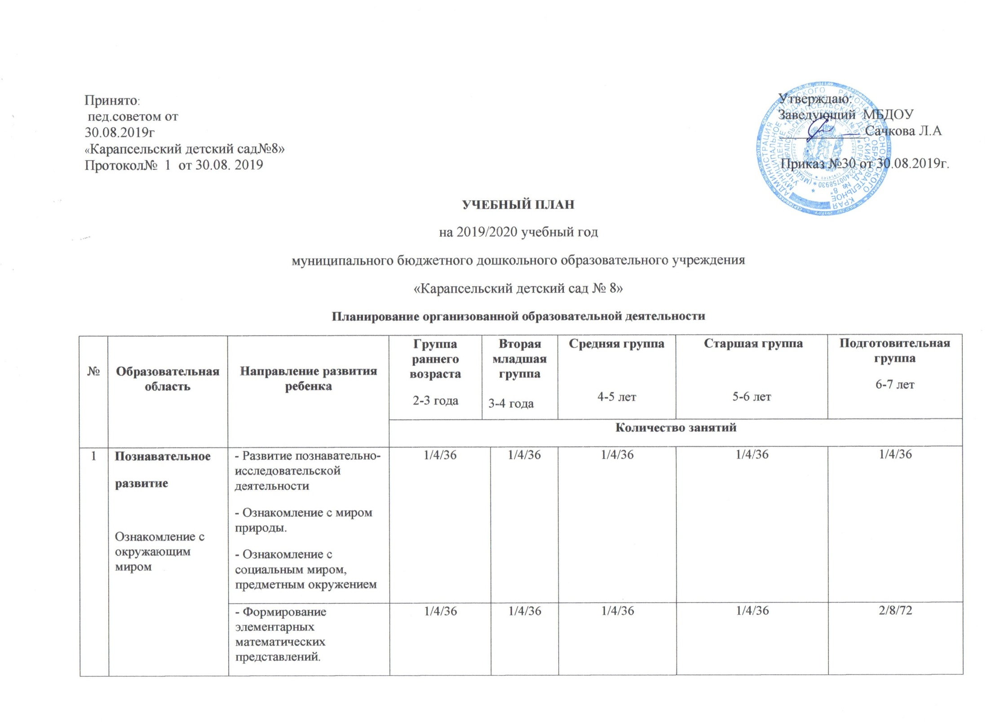 Принято:
пед.советом от
30.08.2019г
«Карапсельский детский сад№8»
Протокол№ 1 от 30.08. 2019
Утверждаю:
Заведующий МБДОУ
Сачкова Л.А
Приказ №30 от 30.08.2019г.
УЧЕБНЫЙ ПЛАН
на 2019/2020 учебный год
муниципального бюджетного дошкольного образовательного учреждения
«Карапсельский детский сад № 8»
Планирование организованной образовательной деятельности
№
Образовательная
область
Направление развития
ребенка
Группа
раннего
возраста
2-3 года
Вторая
младшая
группа
3-4 года
Средняя группа
4-5 лет
Старшая группа
5-6 лет
Подготовительная
группа
6-7 лет
Количество занятий
1
Познавательное
развитие
Ознакомление с
окружающим
миром
- Развитие познавательно-
исследовательской
деятельности
- Ознакомление с миром
природы.
- Ознакомление с
социальным миром,
предметным окружением
1/4/36
1/4/36
1/4/36
1/4/36
1/4/36
- Формирование
элементарных
математических
представлений.
1/4/36
1/4/36
1/4/36
1/4/36
2/8/72